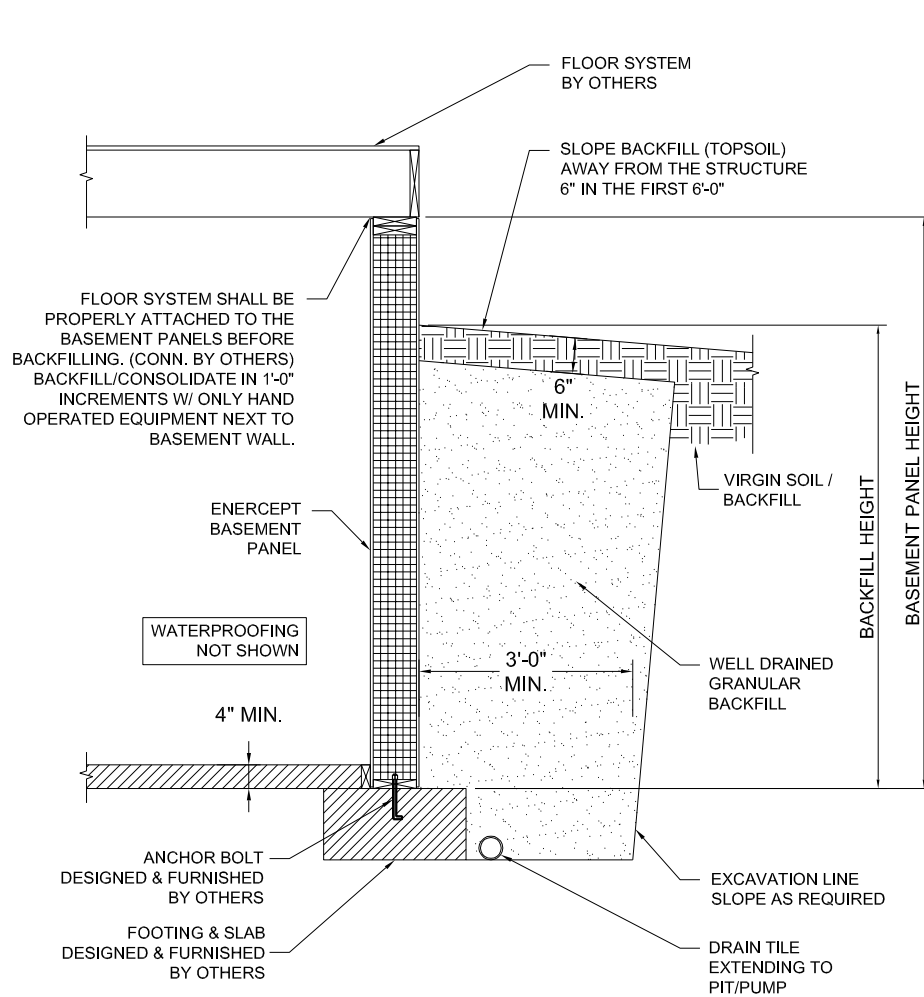 FLOOR SYSTEM
BY OTHERS
SLOPE BACKFILL (TOPSOIL)
AWAY FROM THE STRUCTURE
6" IN THE FIRST 6'-0"
FLOOR SYSTEM SHALL BE
PROPERLY ATTACHED TO THE
BASEMENT PANELS BEFORE
BACKFILLING. (CONN. BY OTHERS)
BACKFILL/CONSOLIDATE IN 1'-0"
INCREMENTS W/ ONLY HAND
OPERATED EQUIPMENT NEXT TO
BASEMENT WALL.
6"
MIN.
VIRGIN SOIL /
BACKFILL
BACKFILL HEIGHT
BASEMENT PANEL HEIGHT
ENERCEPT
BASEMENT
PANEL
WATERPROOFING
NOT SHOWN
3'-0"
MIN.
WELL DRAINED
GRANULAR
BACKFILL
4" MIN.
ANCHOR BOLT
DESIGNED & FURNISHED
BY OTHERS
EXCAVATION LINE
SLOPE AS REQUIRED
FOOTING & SLAB
DESIGNED & FURNISHED
BY OTHERS
DRAIN TILE
EXTENDING TO
PIT/PUMP